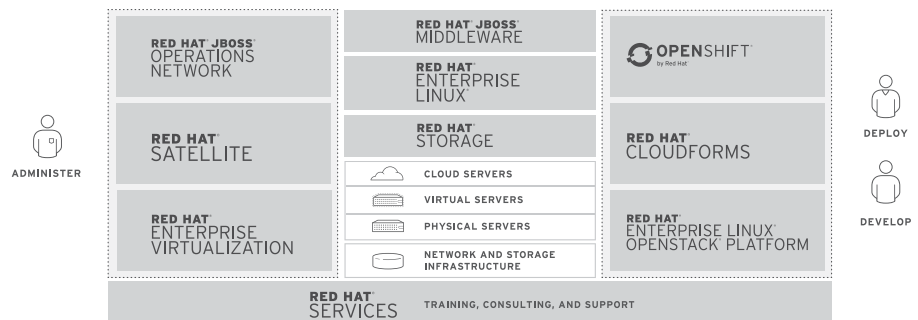 ADMINISTER
RED HAT® JBOSS®
OPERATIONS
NETWORK
RED HAT®
SATELLITE
RED HAT®
ENTERPRISE
VIRTUALIZATION
RED HAT® JBOSS®
MIDDLEWARE
RED HAT®
ENTERPRISE
LINUX®
RED HAT®
STORAGE
CLOUD SERVERS
VIRTUAL SERVERS
PHYSICAL SERVERS
NETWORK AND STORAGE
INFRASTRUCTURE
OPENSHIFT®
by Red Hat®
RED HAT®
CLOUDFORMS
RED HAT®
ENTERPRISE LINUX®
OPENSTACK® PLATFORM
DEPLOY
DEVELOP
RED HAT®
SERVICES
TRAINING, CONSULTING, AND SUPPORT